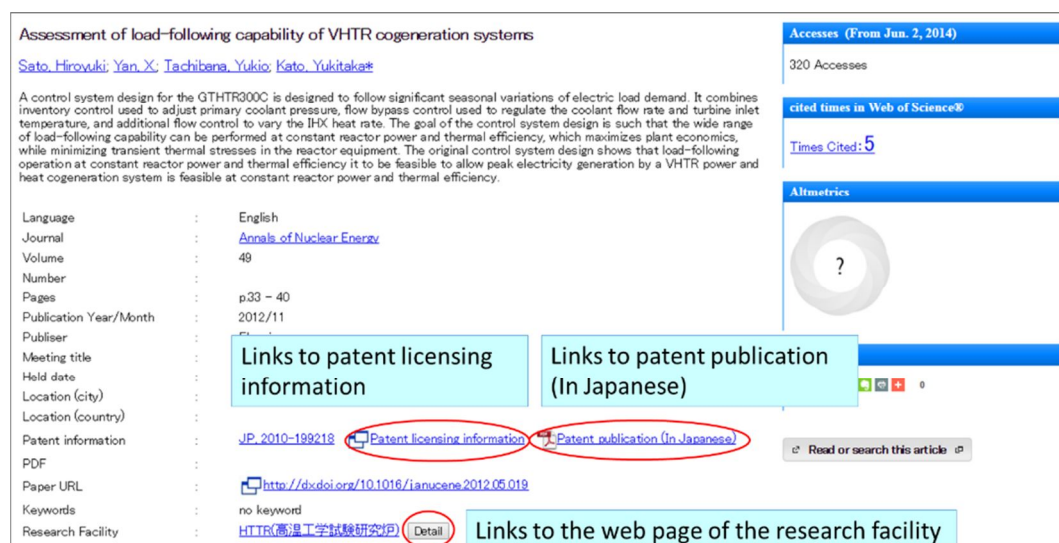 Assessment of load-following capability of VHTR cogeneration systems
Sato, Hiroyuki; Yan, X.; Tachibana, Yukio; Kato, Yukitaka*
A control system design for the GTHTR300C is designed to follow significant seasonal variations of electric load demand. It combines
inventory control used to adjust primary coolant pressure, flow bypass control used to regulate the coolant flow rate and turbine inlet
temperature, and additional flow control to vary the IHX heat rate. The goal of the control system design is such that the wide range
of load-following capability can be performed at constant reactor power and thermal efficiency, which maximizes plant economics,
while minimizing transient thermal stresses in the reactor equipment. The original control system design shows that load-following
operation at constant reactor power and thermal efficiency it to be feasible to allow peak electricity generation by a VHTR power and
heat cogeneration system is feasible at constant reactor power and thermal efficiency.
Language : English
Journal : Annals of Nuclear Energy
Volume : 49
Number :
Pages : p.33 - 40
Publication Year/Month : 2012/11
Publiser :
Meeting title :
Held date :
Location (city) :
Location (country) :
Links to patent licensing
information
Links to patent publication
(In Japanese)
Patent information : JP, 2010-199218 Patent licensing information Patent publication (In Japanese)
PDF :
Paper URL : http://dx.doi.org/10.1016/j.anucene.2012.05.019
Keywords : no keyword
Research Facility : HTTR(高温工学試験研究炉) Detail
Links to the web page of the research facility
Accesses (From Jun. 2, 2014)
320 Accesses
cited times in Web of Science®
Times Cited: 5
Altmetrics
?
0
Read or search this article